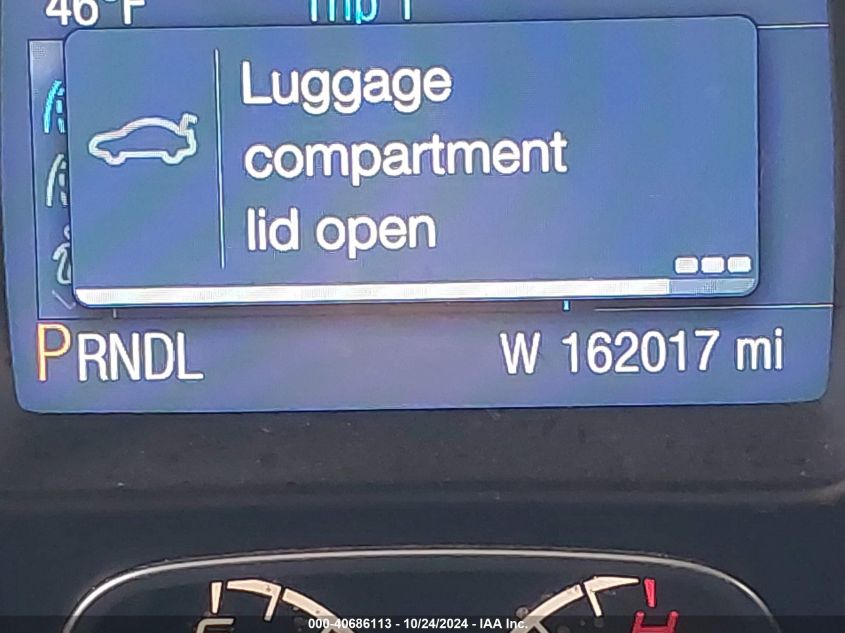 46°F Trip 1
Luggage
compartment
lid open
PRNDL W 162017 mi
H
000-40686113 - 10/24/2024 - IAA Inc.